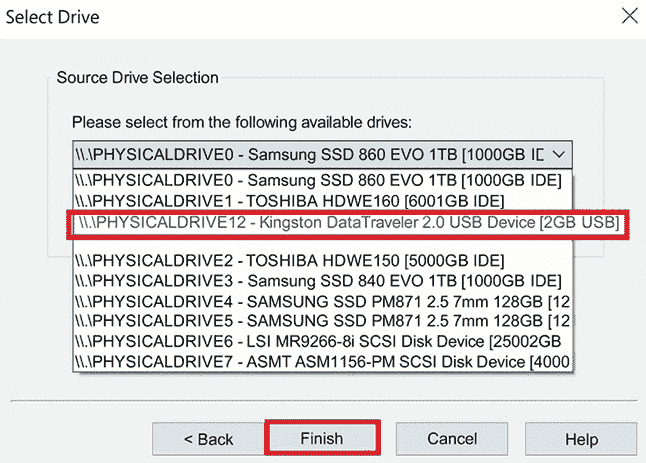 Select Drive
Source Drive Selection
Please select from the following available drives:
\\.\PHYSICALDRIVE0 - Samsung SSD 860 EVO 1TB [1000GB IDE
\\.\PHYSICALDRIVE0 - Samsung SSD 860 EVO 1TB [1000GB IDE]
\\.\PHYSICALDRIVE1 - TOSHIBA HDWE160 [6001GB IDE]
\\.\PHYSICALDRIVE12 - Kingston DataTraveler 2.0 USB Device [2GB USB]
\\.\PHYSICALDRIVE2 - TOSHIBA HDWE150 [5000GB IDE]
\\.\PHYSICALDRIVE3 - Samsung SSD 840 EVO 1TB [1000GB IDE]
\\.\PHYSICALDRIVE4 - SAMSUNG SSD PM871 2.5 7mm 128GB [12
\\.\PHYSICALDRIVE5 - SAMSUNG SSD PM871 2.5 7mm 128GB [12
\\.\PHYSICALDRIVE6 - LSI MR9266-8i SCSI Disk Device [25002GB
\\.\PHYSICALDRIVE7 - ASMT ASM1156-PM SCSI Disk Device [4000
< Back Finish Cancel Help